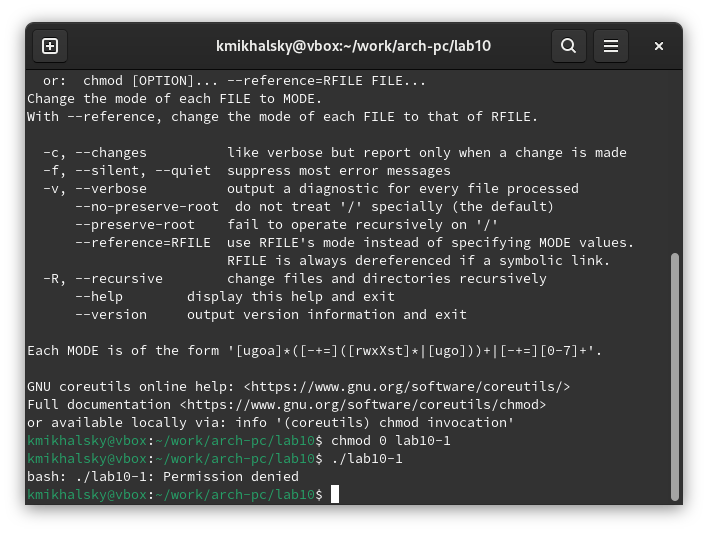 kmikhalsky@vbox:~/work/arch-pc/lab10
or:  chmod [OPTION]... --reference=RFILE FILE...
Change the mode of each FILE to MODE.
With --reference, change the mode of each FILE to that of RFILE.
-c, --changes          like verbose but report only when a change is made
-f, --silent, --quiet  suppress most error messages
-v, --verbose          output a diagnostic for every file processed
--no-preserve-root  do not treat '/' specially (the default)
--preserve-root    fail to operate recursively on '/'
--reference=RFILE  use RFILE's mode instead of specifying MODE values.
RFILE is always dereferenced if a symbolic link.
-R, --recursive        change files and directories recursively
--help        display this help and exit
--version     output version information and exit
Each MODE is of the form '[ugoa]*([-+=]([rwxXst]*|[ugo]))+|[-+=][0-7]+'.
GNU coreutils online help: <https://www.gnu.org/software/coreutils/>
Full documentation <https://www.gnu.org/software/coreutils/chmod>
or available locally via: info '(coreutils) chmod invocation'
kmikhalsky@vbox:~/work/arch-pc/lab10$ chmod 0 lab10-1
kmikhalsky@vbox:~/work/arch-pc/lab10$ ./lab10-1
bash: ./lab10-1: Permission denied
kmikhalsky@vbox:~/work/arch-pc/lab10$